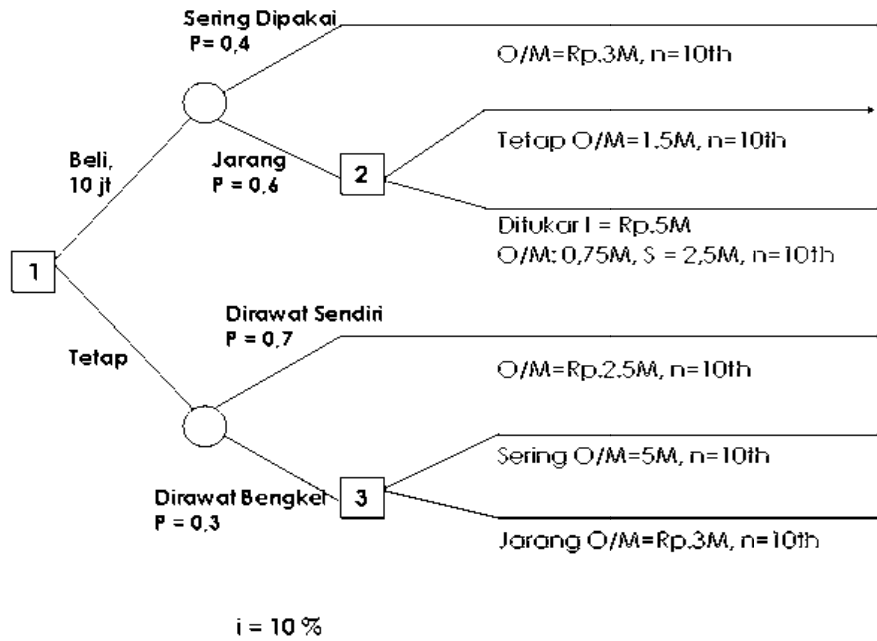 Sering Dipakai
P= 0,4
O/M=Rp.3M, n=10th
Beli,
10 jt
Jarang
P = 0,6
2
Tetap O/M=1.5M, n=10th
Ditukar I = Rp.5M
O/M: 0,75M, S = 2,5M, n=10th
1
Tetap
Dirawat Sendiri
P = 0,7
O/M=Rp.2.5M, n=10th
Dirawat Bengkel
P = 0,3
3
Sering O/M=5M, n=10th
Jarang O/M=Rp.3M, n=10th
i = 10 %